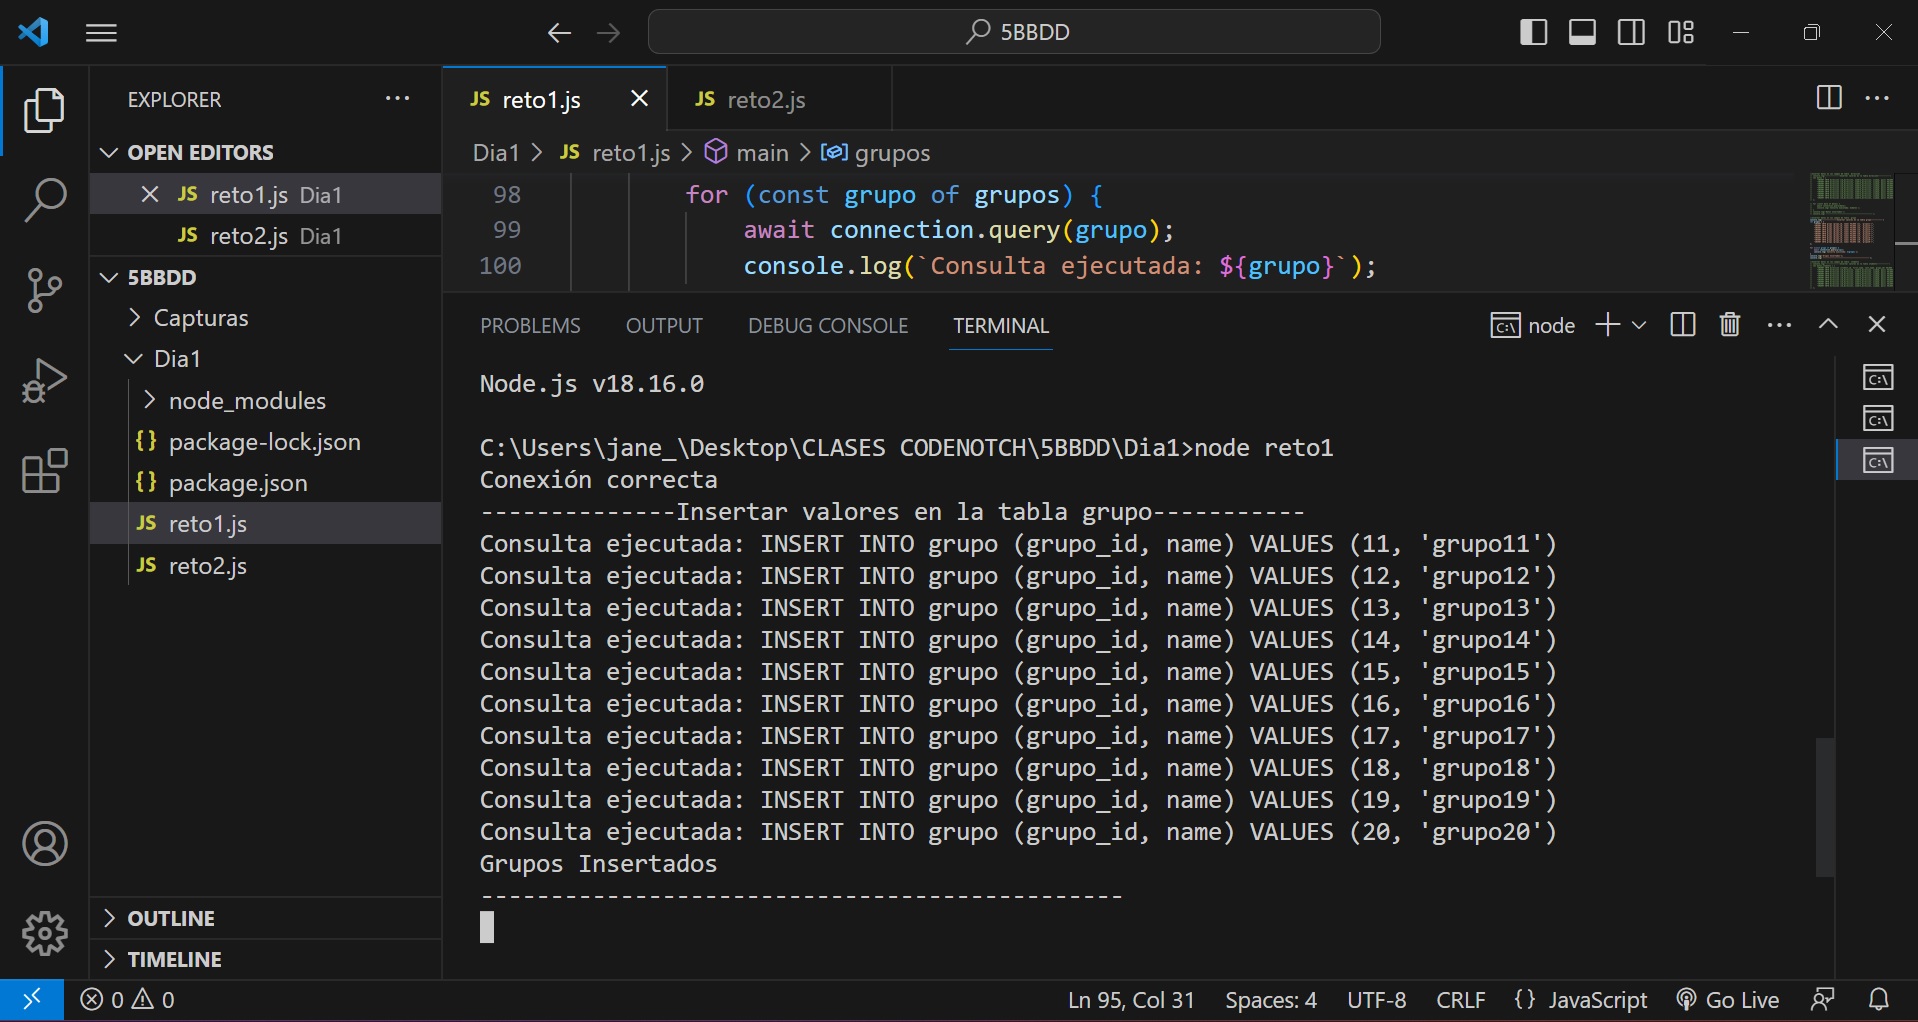 5BBDD
EXPLORER
JS reto1.js
JS reto2.js
OPEN EDITORS
JS reto1.js Dia1
JS reto2.js Dia1
5BBDD
Capturas
Dia1
node_modules
{} package-lock.json
{} package.json
JS reto1.js
JS reto2.js
OUTLINE
TIMELINE
Dia1 > JS reto1.js > main > grupos
98 for (const grupo of grupos) {
99 await connection.query(grupo);
100 console.log(`Consulta ejecutada: ${grupo}`);
PROBLEMS OUTPUT DEBUG CONSOLE TERMINAL
node
Node.js v18.16.0
C:\Users\jane_\Desktop\CLASES CODENOTCH\5BBDD\Dia1>node reto1
Conexión correcta
--------------Insertar valores en la tabla grupo-----------
Consulta ejecutada: INSERT INTO grupo (grupo_id, name) VALUES (11, 'grupo11')
Consulta ejecutada: INSERT INTO grupo (grupo_id, name) VALUES (12, 'grupo12')
Consulta ejecutada: INSERT INTO grupo (grupo_id, name) VALUES (13, 'grupo13')
Consulta ejecutada: INSERT INTO grupo (grupo_id, name) VALUES (14, 'grupo14')
Consulta ejecutada: INSERT INTO grupo (grupo_id, name) VALUES (15, 'grupo15')
Consulta ejecutada: INSERT INTO grupo (grupo_id, name) VALUES (16, 'grupo16')
Consulta ejecutada: INSERT INTO grupo (grupo_id, name) VALUES (17, 'grupo17')
Consulta ejecutada: INSERT INTO grupo (grupo_id, name) VALUES (18, 'grupo18')
Consulta ejecutada: INSERT INTO grupo (grupo_id, name) VALUES (19, 'grupo19')
Consulta ejecutada: INSERT INTO grupo (grupo_id, name) VALUES (20, 'grupo20')
Grupos Insertados
----------------------------------------------
0 0
Ln 95, Col 31 Spaces: 4 UTF-8 CRLF {} JavaScript Go Live